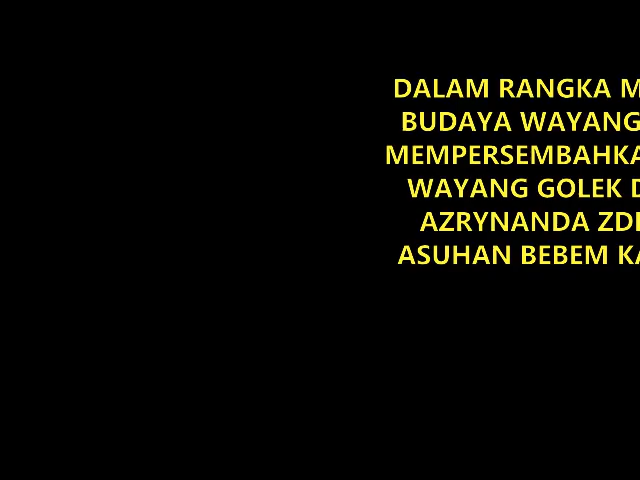 DALAM RANGKA M
BUDAYA WAYANG
MEMPERSEMBAHKA
WAYANG GOLEK D
AZRYNANDA ZD
ASUHAN BEBEM KA